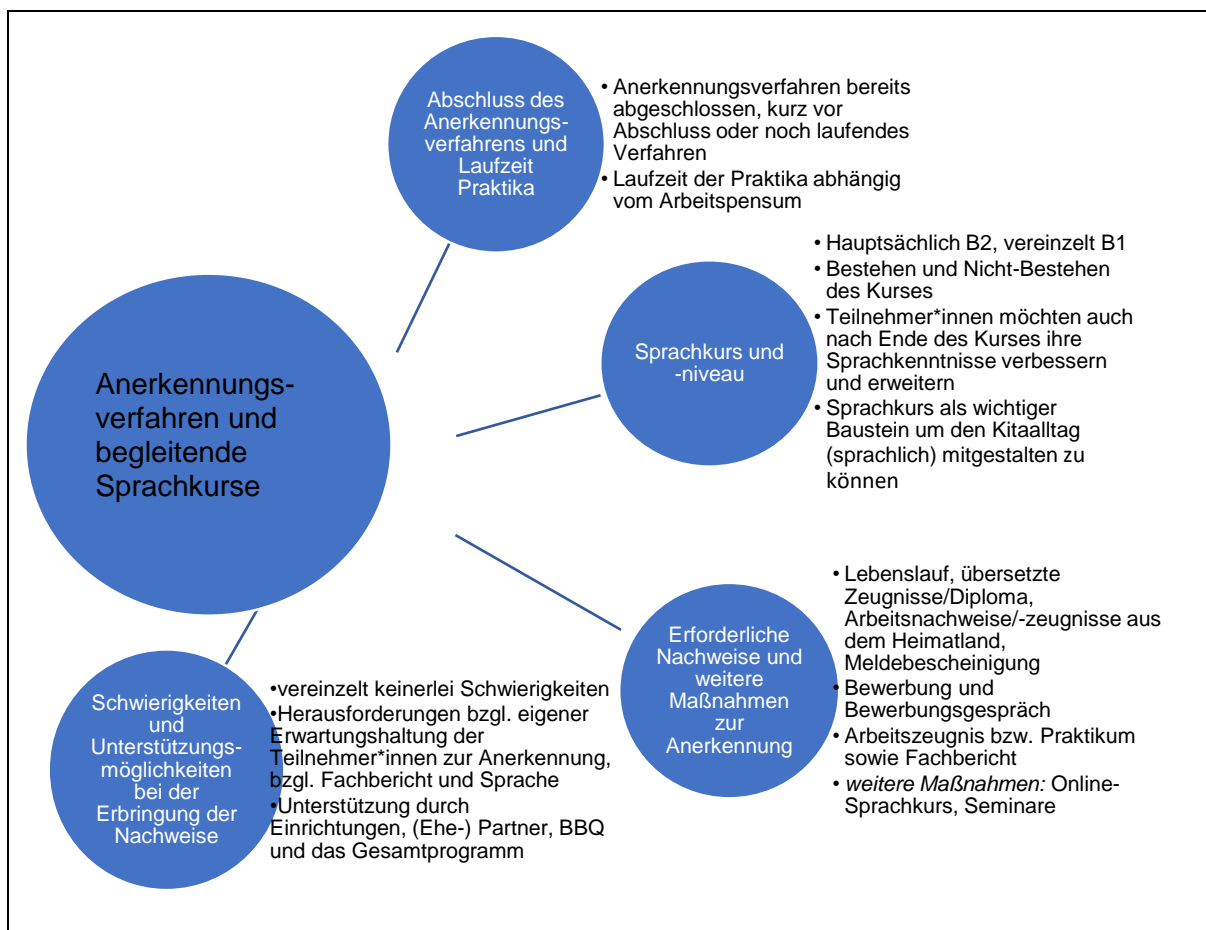 Abschluss des
Anerkennungs-
verfahrens und
Laufzeit
Praktika
• Anerkennungsverfahren bereits
abgeschlossen, kurz vor
Abschluss oder noch laufendes
Verfahren
• Laufzeit der Praktika abhängig
vom Arbeitspensum
Anerkennungs-
verfahren und
begleitende
Sprachkurse
Sprachkurs und
-niveau
• Hauptsächlich B2, vereinzelt B1
• Bestehen und Nicht-Bestehen
des Kurses
• Teilnehmer*innen möchten auch
nach Ende des Kurses ihre
Sprachkenntnisse verbessern
und erweitern
• Sprachkurs als wichtiger
Baustein um den Kitaalltag
(sprachlich) mitgestalten zu
können
Erforderliche
Nachweise und
weitere
Maßnahmen
zur
Anerkennung
• Lebenslauf, übersetzte
Zeugnisse/Diploma,
Arbeitsnachweise/-zeugnisse aus
dem Heimatland,
Meldebescheinigung
• Bewerbung und
Bewerbungsgespräch
• Arbeitszeugnis bzw. Praktikum
sowie Fachbericht
• weitere Maßnahmen: Online-
Sprachkurs, Seminare
Schwierigkeiten
und
Unterstützungs-
möglichkeiten
bei der
Erbringung der
Nachweise
•vereinzelt keinerlei Schwierigkeiten
•Herausforderungen bzgl. eigener
Erwartungshaltung der
Teilnehmer*innen zur Anerkennung,
bzgl. Fachbericht und Sprache
•Unterstützung durch
Einrichtungen, (Ehe-) Partner, BBQ
und das Gesamtprogramm